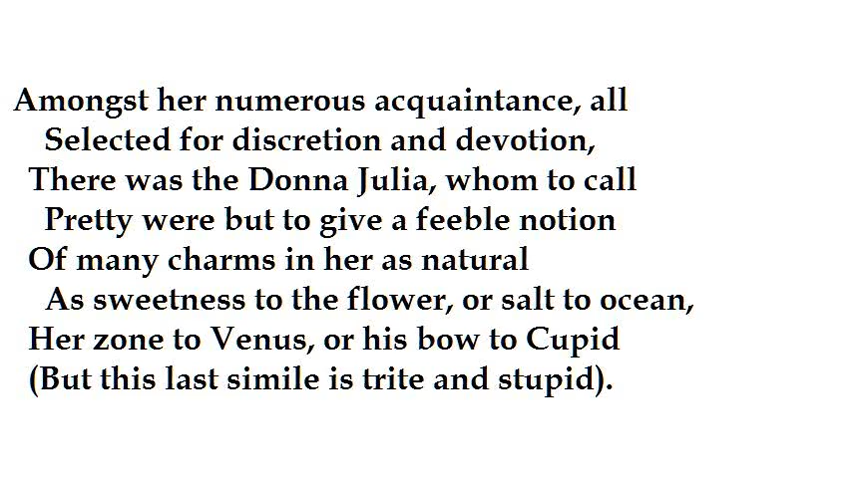 Amongst her numerous acquaintance, all
Selected for discretion and devotion,
There was the Donna Julia, whom to call
Pretty were but to give a feeble notion
Of many charms in her as natural
As sweetness to the flower, or salt to ocean,
Her zone to Venus, or his bow to Cupid
(But this last simile is trite and stupid).